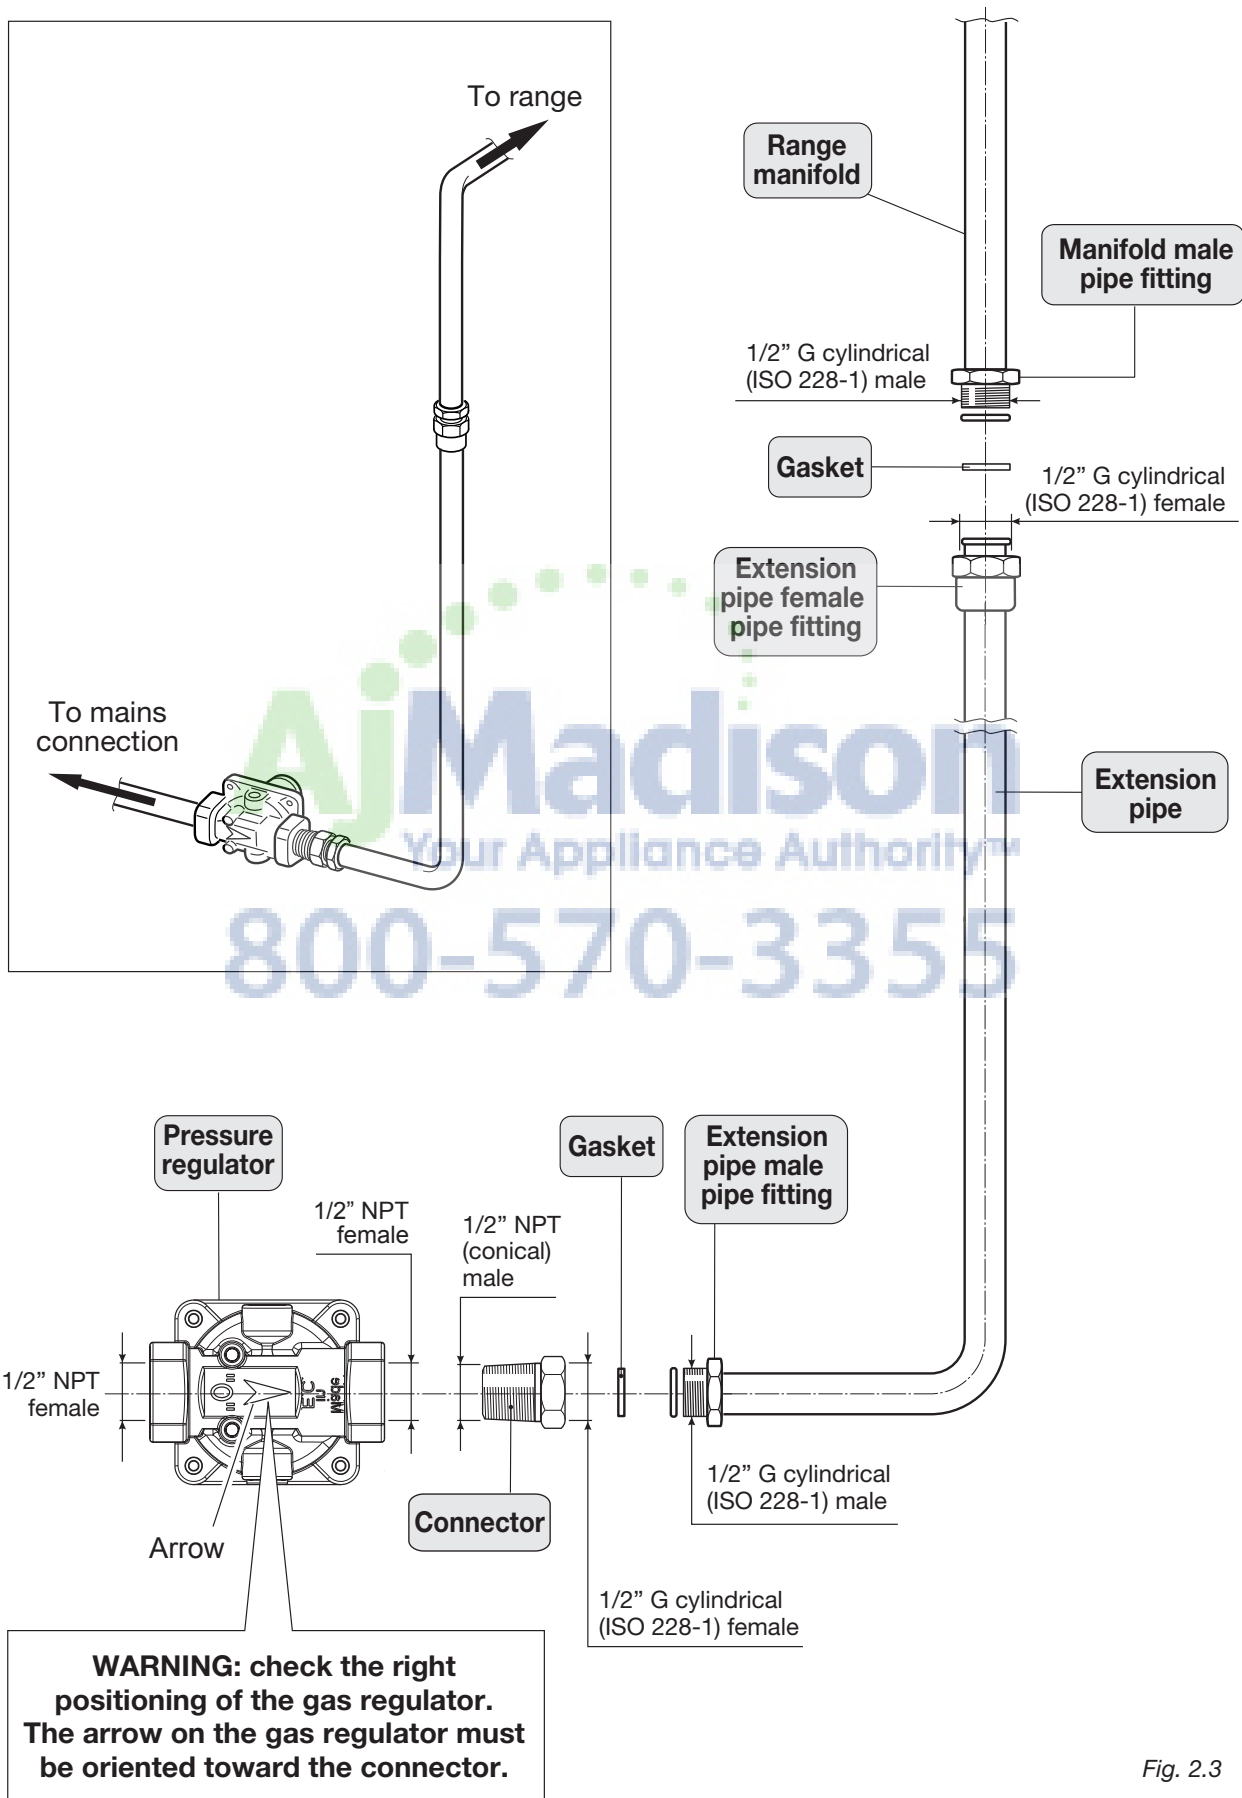 To range
Range
manifold
Manifold male
pipe fitting
1/2” G cylindrical
(ISO 228-1) male
Gasket
1/2” G cylindrical
(ISO 228-1) female
Extension
pipe female
pipe fitting
To mains
connection
AjMadison
Your Appliance Authority™
800-570-3355
Extension
pipe
Pressure
regulator
Gasket
Extension
pipe male
pipe fitting
1/2” NPT
female
1/2” NPT
(conical)
male
1/2” NPT
female
Made
in
EC
Arrow
Connector
1/2” G cylindrical
(ISO 228-1) male
1/2” G cylindrical
(ISO 228-1) female
WARNING: check the right
positioning of the gas regulator.
The arrow on the gas regulator must
be oriented toward the connector.
Fig. 2.3